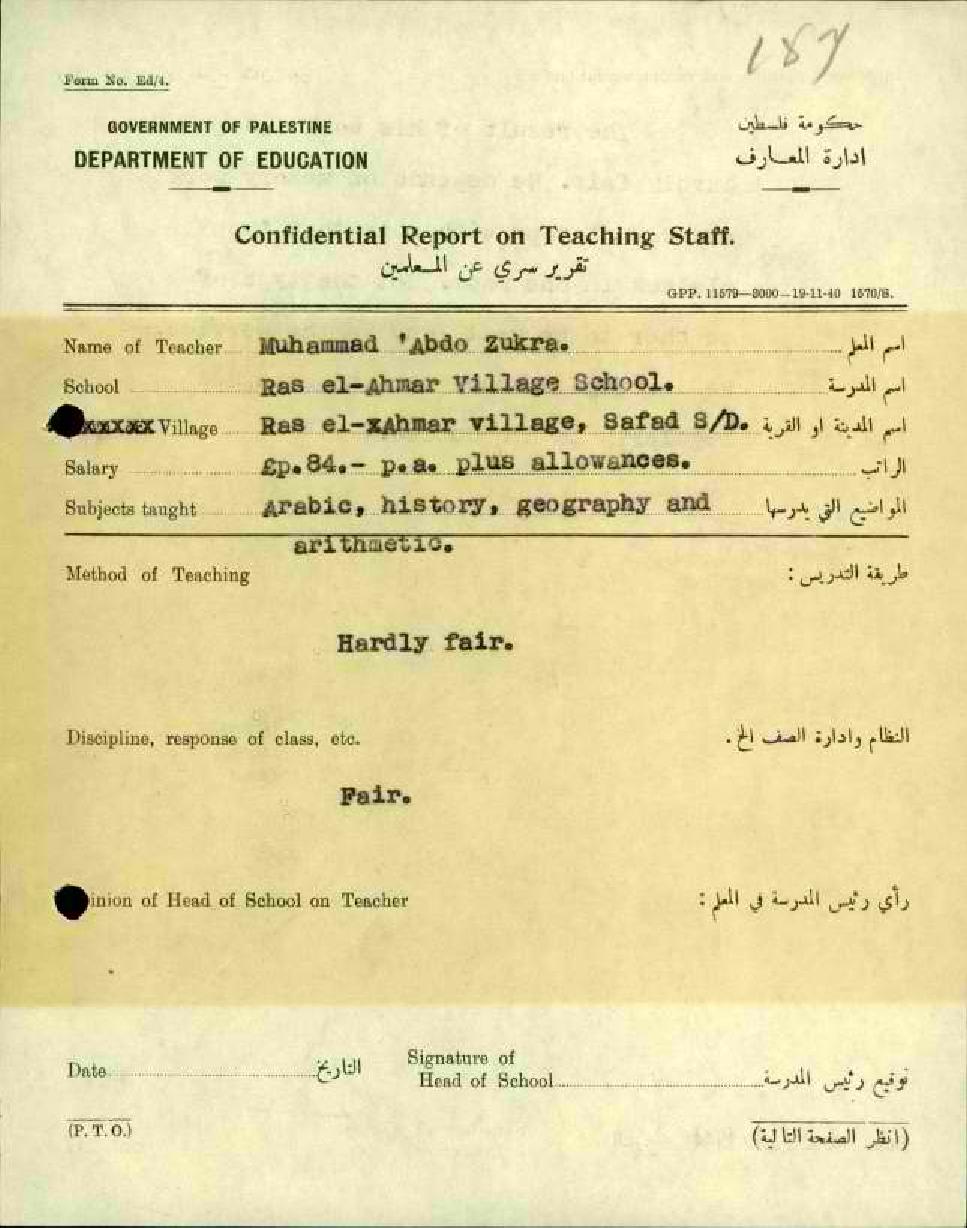 187
Form No. Ed/4.
GOVERNMENT OF PALESTINE حكومة فلسطين
DEPARTMENT OF EDUCATION ادارة المعارف
Confidential Report on Teaching Staff.
تقرير سري عن المعلمين
GPP. 11579—3000—19-11-40 1570/S.
Name of Teacher Muhammad 'Abdo Zukra. اسم المعلم
School Ras el-Ahmar Village School. اسم المدرسة
xxxxx Village Ras el-xAhmar village, Safad S/D. اسم المدينة او القرية
Salary £p.84.- p.a. plus allowances. الراتب
Subjects taught Arabic, history, geography and المواضيع التي يدرسها
arithmetic.
Method of Teaching طريقة التدريس :
Hardly fair.
Discipline, response of class, etc. النظام وادارة الصف الخ .
Fair.
inion of Head of School on Teacher رأي رئيس المدرسة في المعلم :
Signature of
Date التاريخ Head of School توقيع رئيس المدرسة
(P. T. O.) (انظر الصفحة التالية)